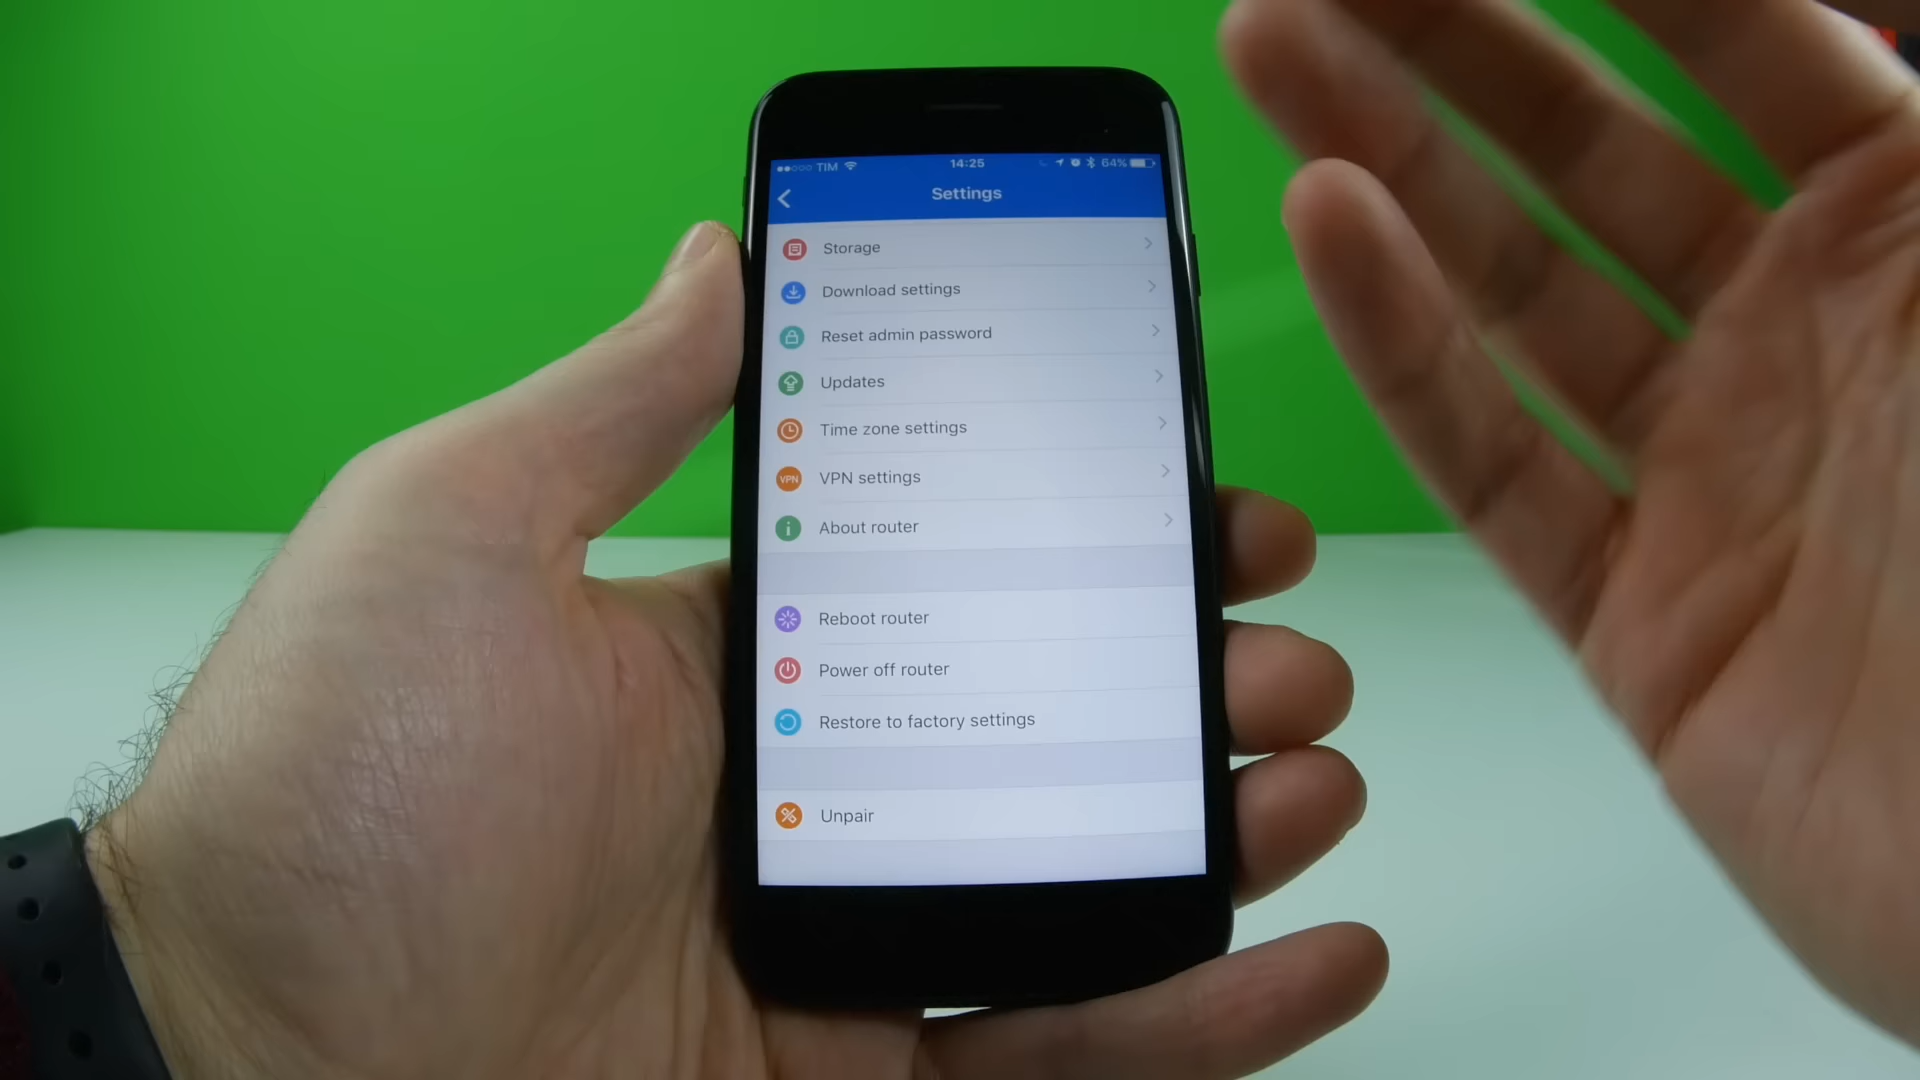 TIM 14:25 64%
Settings
Storage
Download settings
Reset admin password
Updates
Time zone settings
VPN VPN settings
i About router
Reboot router
Power off router
Restore to factory settings
Unpair